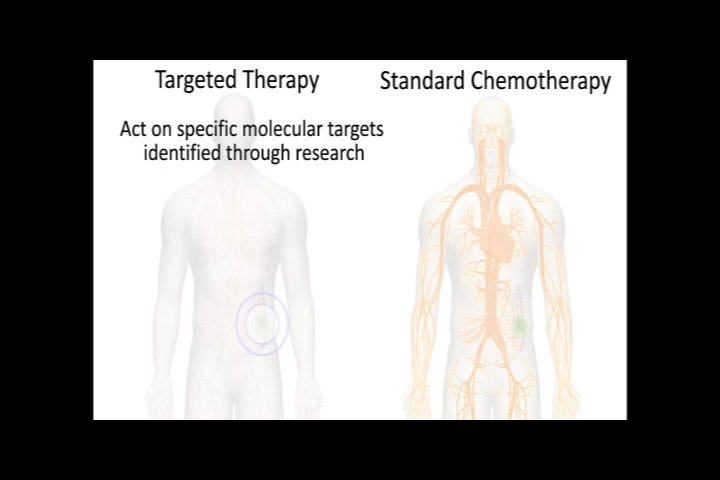 Targeted Therapy
Standard Chemotherapy
Act on specific molecular targets
identified through research